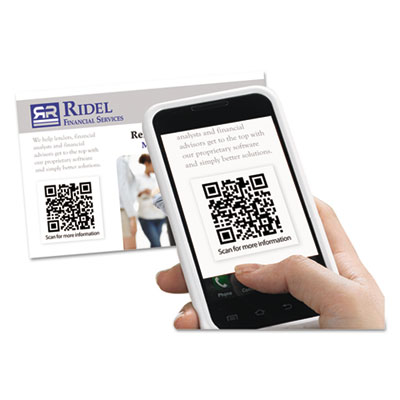 RR RIDEL
FINANCIAL SERVICES
We help lenders, financial
analysts and financial
advisors get to the top with
our proprietary software
and simply better solutions.
Re
M
Scan for more information
analysts and financial
advisors get to the top with
our proprietary software
and simply better solutions.
Scan for more information
Phone